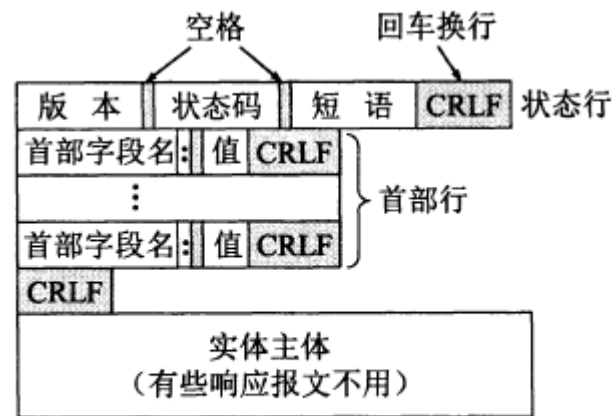 空格 回车换行
版 本 状态码 短 语 CRLF 状态行
首部字段名: 值 CRLF
⋮ 首部行
首部字段名: 值 CRLF
CRLF
实体主体
（有些响应报文不用）